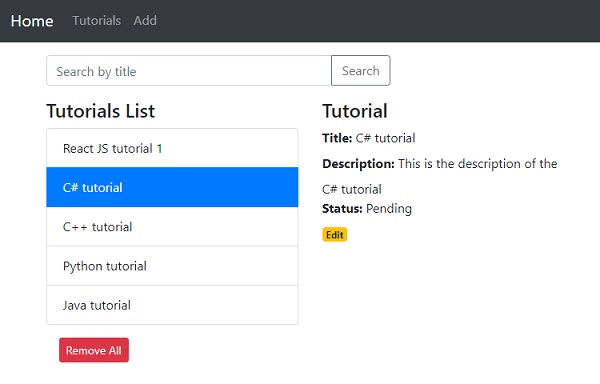 Home Tutorials Add
Search by title Search
Tutorials List
React JS tutorial 1
C# tutorial
C++ tutorial
Python tutorial
Java tutorial
Remove All
Tutorial
Title: C# tutorial
Description: This is the description of the
C# tutorial
Status: Pending
Edit